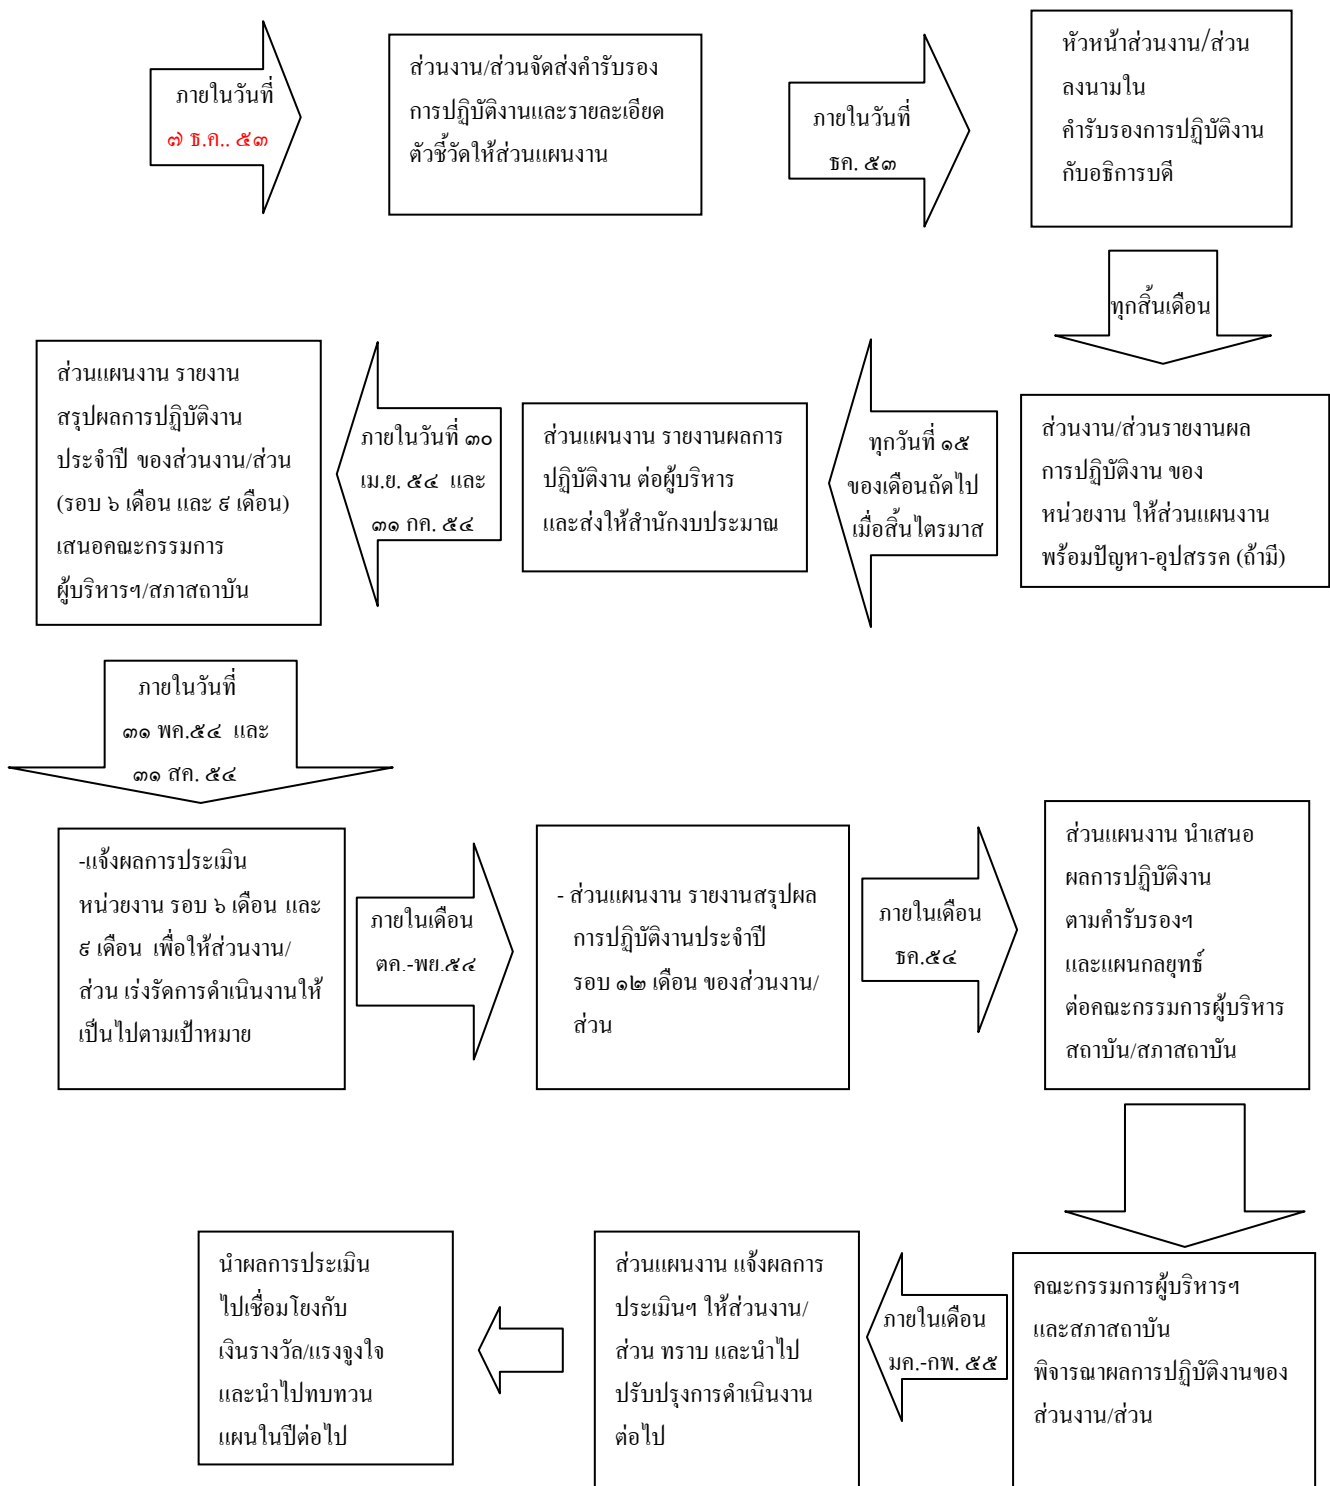 ภายในวันที่
๗ ธ.ค.. ๕๓
ส่วนงาน/ส่วนจัดส่งคำรับรอง
การปฏิบัติงานและรายละเอียด
ตัวชี้วัดให้ส่วนแผนงาน
ภายในวันที่
ธค. ๕๓
หัวหน้าส่วนงาน/ส่วน
ลงนามใน
คำรับรองการปฏิบัติงาน
กับอธิการบดี
ทุกสิ้นเดือน
ส่วนงาน/ส่วนรายงานผล
การปฏิบัติงาน ของ
หน่วยงาน ให้ส่วนแผนงาน
พร้อมปัญหา-อุปสรรค (ถ้ามี)
ทุกวันที่ ๑๕
ของเดือนถัดไป
เมื่อสิ้นไตรมาส
ส่วนแผนงาน รายงานผลการ
ปฏิบัติงาน ต่อผู้บริหาร
และส่งให้สำนักงบประมาณ
ภายในวันที่ ๓๐
เม.ย. ๕๔ และ
๓๑ กค. ๕๔
ส่วนแผนงาน รายงาน
สรุปผลการปฏิบัติงาน
ประจำปี ของส่วนงาน/ส่วน
(รอบ ๖ เดือน และ ๙ เดือน)
เสนอคณะกรรมการ
ผู้บริหารฯ/สภาสถาบัน
ภายในวันที่
๓๑ พค.๕๔ และ
๓๑ สค. ๕๔
-แจ้งผลการประเมิน
หน่วยงาน รอบ ๖ เดือน และ
๙ เดือน เพื่อให้ส่วนงาน/
ส่วน เร่งรัดการดำเนินงานให้
เป็นไปตามเป้าหมาย
ภายในเดือน
ตค.-พย.๕๔
- ส่วนแผนงาน รายงานสรุปผล
การปฏิบัติงานประจำปี
รอบ ๑๒ เดือน ของส่วนงาน/
ส่วน
ภายในเดือน
ธค.๕๔
ส่วนแผนงาน นำเสนอ
ผลการปฏิบัติงาน
ตามคำรับรองฯ
และแผนกลยุทธ์
ต่อคณะกรรมการผู้บริหาร
สถาบัน/สภาสถาบัน
คณะกรรมการผู้บริหารฯ
และสภาสถาบัน
พิจารณาผลการปฏิบัติงานของ
ส่วนงาน/ส่วน
ภายในเดือน
มค.-กพ. ๕๕
ส่วนแผนงาน แจ้งผลการ
ประเมินฯ ให้ส่วนงาน/
ส่วน ทราบ และนำไป
ปรับปรุงการดำเนินงาน
ต่อไป
นำผลการประเมิน
ไปเชื่อมโยงกับ
เงินรางวัล/แรงจูงใจ
และนำไปทบทวน
แผนในปีต่อไป